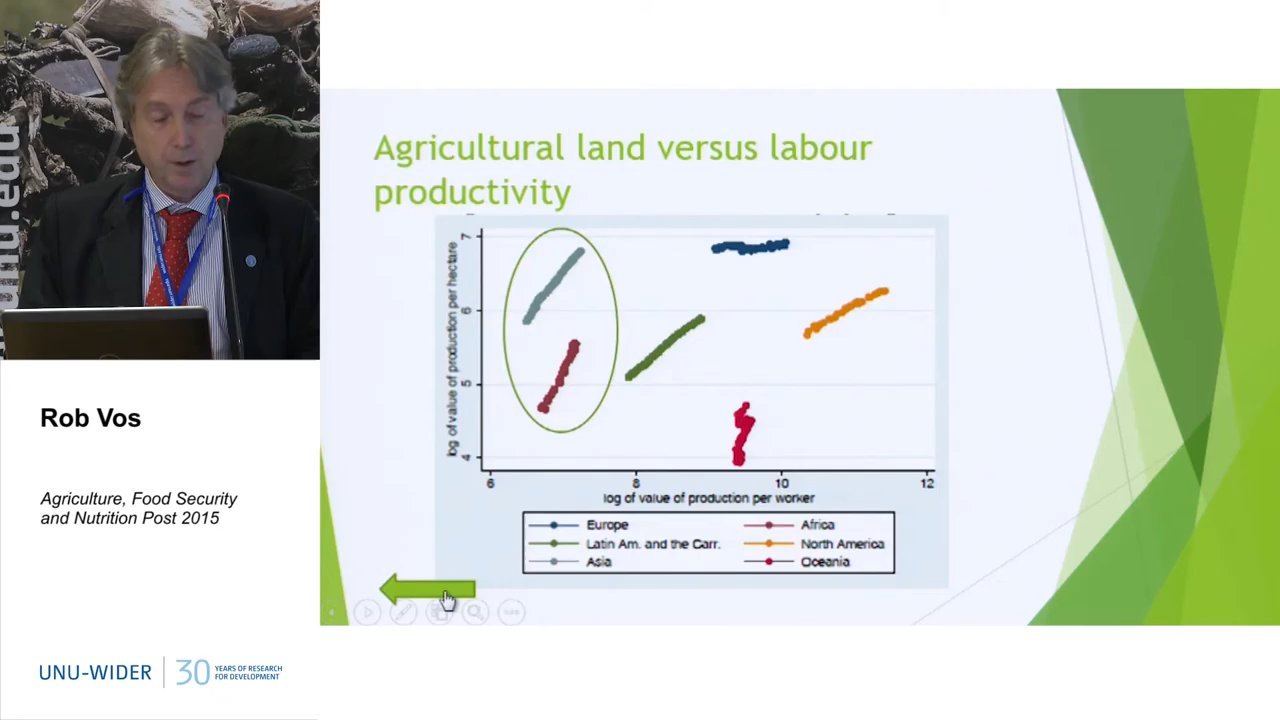 unu.edu
Rob Vos
Agriculture, Food Security
and Nutrition Post 2015
UNU-WIDER
30 YEARS OF RESEARCH
FOR DEVELOPMENT
Agricultural land versus labour
productivity
log of value of production per hectare
7
6
5
4
6 8 10 12
log of value of production per worker
Europe Africa
Latin Am. and the Carr. North America
Asia Oceania